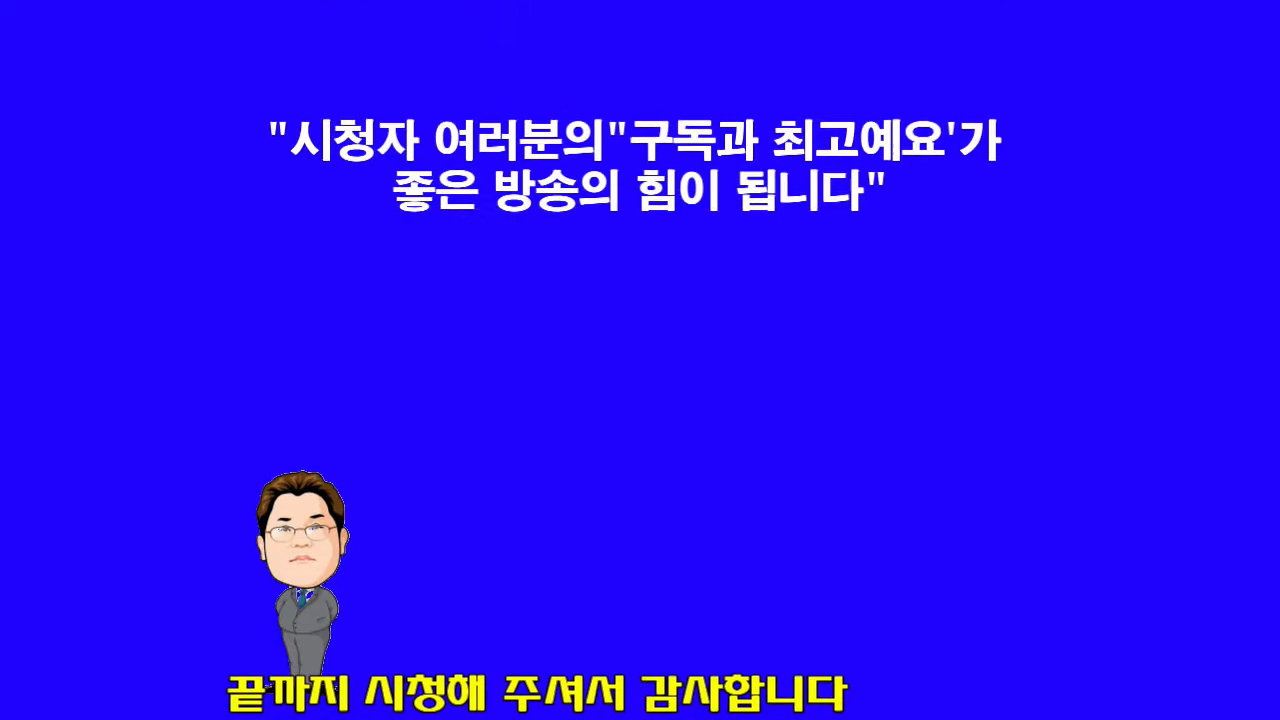 "시청자 여러분의"구독과 최고예요'가
좋은 방송의 힘이 됩니다"
끝까지 시청해 주셔서 감사합니다